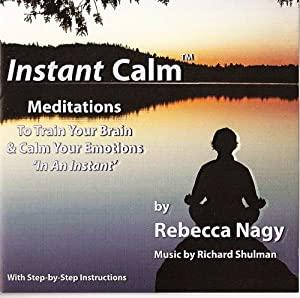 Instant Calm™
Meditations
To Train Your Brain
& Calm Your Emotions
'In An Instant'
by
Rebecca Nagy
Music by Richard Shulman
With Step-by-Step Instructions